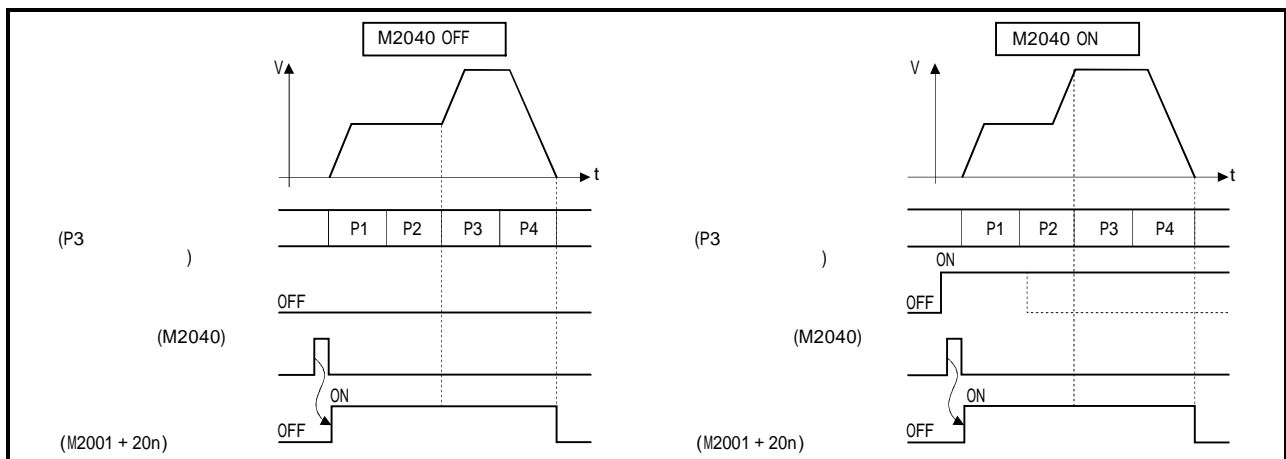 M2040 OFF
V
t
(P3
)
P1 P2 P3 P4
OFF
(M2040)
ON
OFF
(M2001 + 20n)
M2040 ON
V
t
(P3
)
P1 P2 P3 P4
ON
OFF
(M2040)
ON
OFF
(M2001 + 20n)